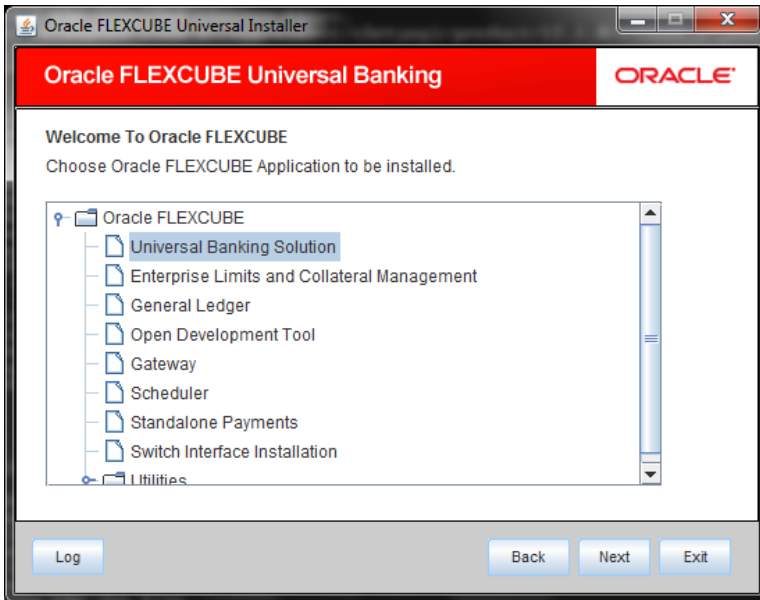 Oracle FLEXCUBE Universal Installer
Oracle FLEXCUBE Universal Banking
ORACLE
Welcome To Oracle FLEXCUBE
Choose Oracle FLEXCUBE Application to be installed.
Oracle FLEXCUBE
Universal Banking Solution
Enterprise Limits and Collateral Management
General Ledger
Open Development Tool
Gateway
Scheduler
Standalone Payments
Switch Interface Installation
Utilities
Log Back Next Exit